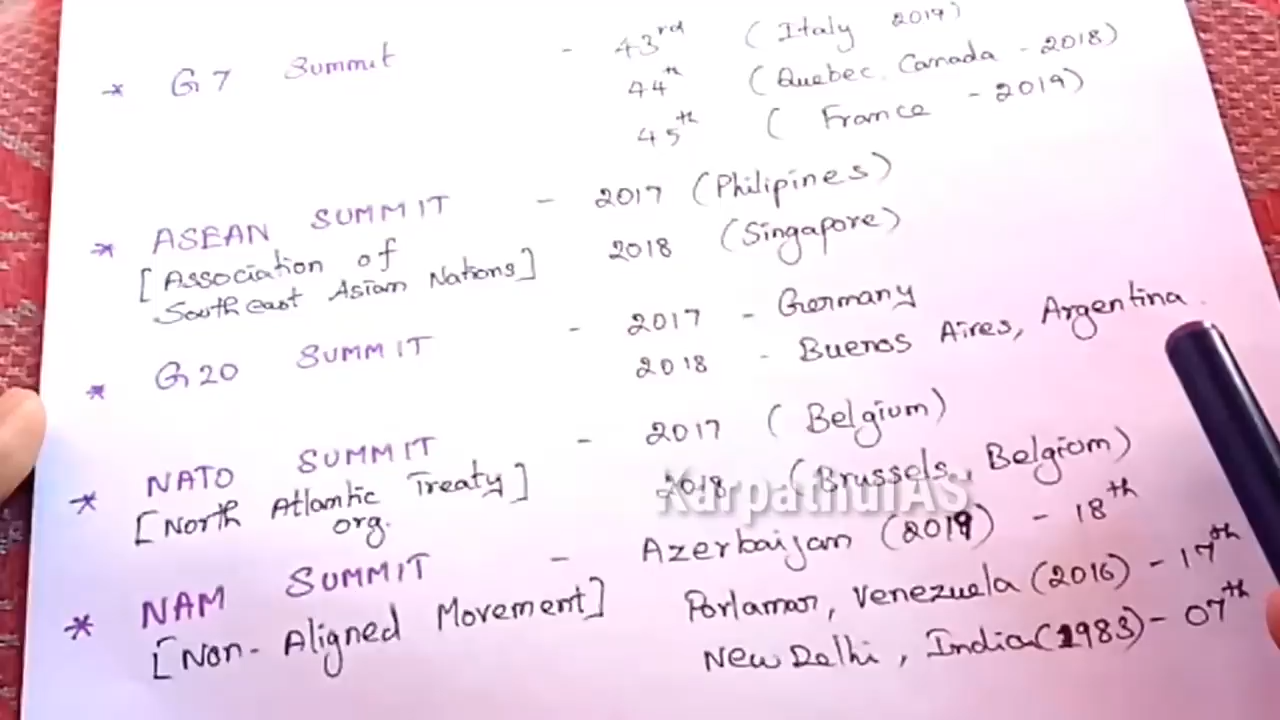 * G7 Summit - 43rd (Italy 2017)
44th (Quebec, Canada - 2018)
45th ( France - 2019)
* ASEAN SUMMIT - 2017 (Philipines)
[Association of 2018 (Singapore)
South east Asian Nations]
* G20 SUMMIT - 2017 - Germany
2018 - Buenos Aires, Argentina.
* NATO SUMMIT - 2017 (Belgium)
[North Atlantic Treaty] 2018 (Brussels, Belgium)
org.
* NAM SUMMIT - Azerbaijan (2019) - 18th
[Non-Aligned Movement] Porlamar, Venezuela (2016) - 17th
New Delhi, India (1983) - 07th
KarpathuIAS